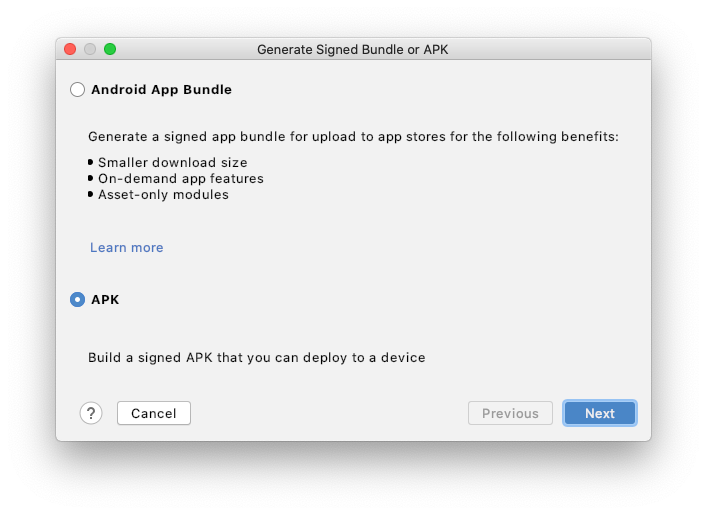 Generate Signed Bundle or APK
Android App Bundle
Generate a signed app bundle for upload to app stores for the following benefits:
• Smaller download size
• On-demand app features
• Asset-only modules
Learn more
APK
Build a signed APK that you can deploy to a device
? Cancel Previous Next